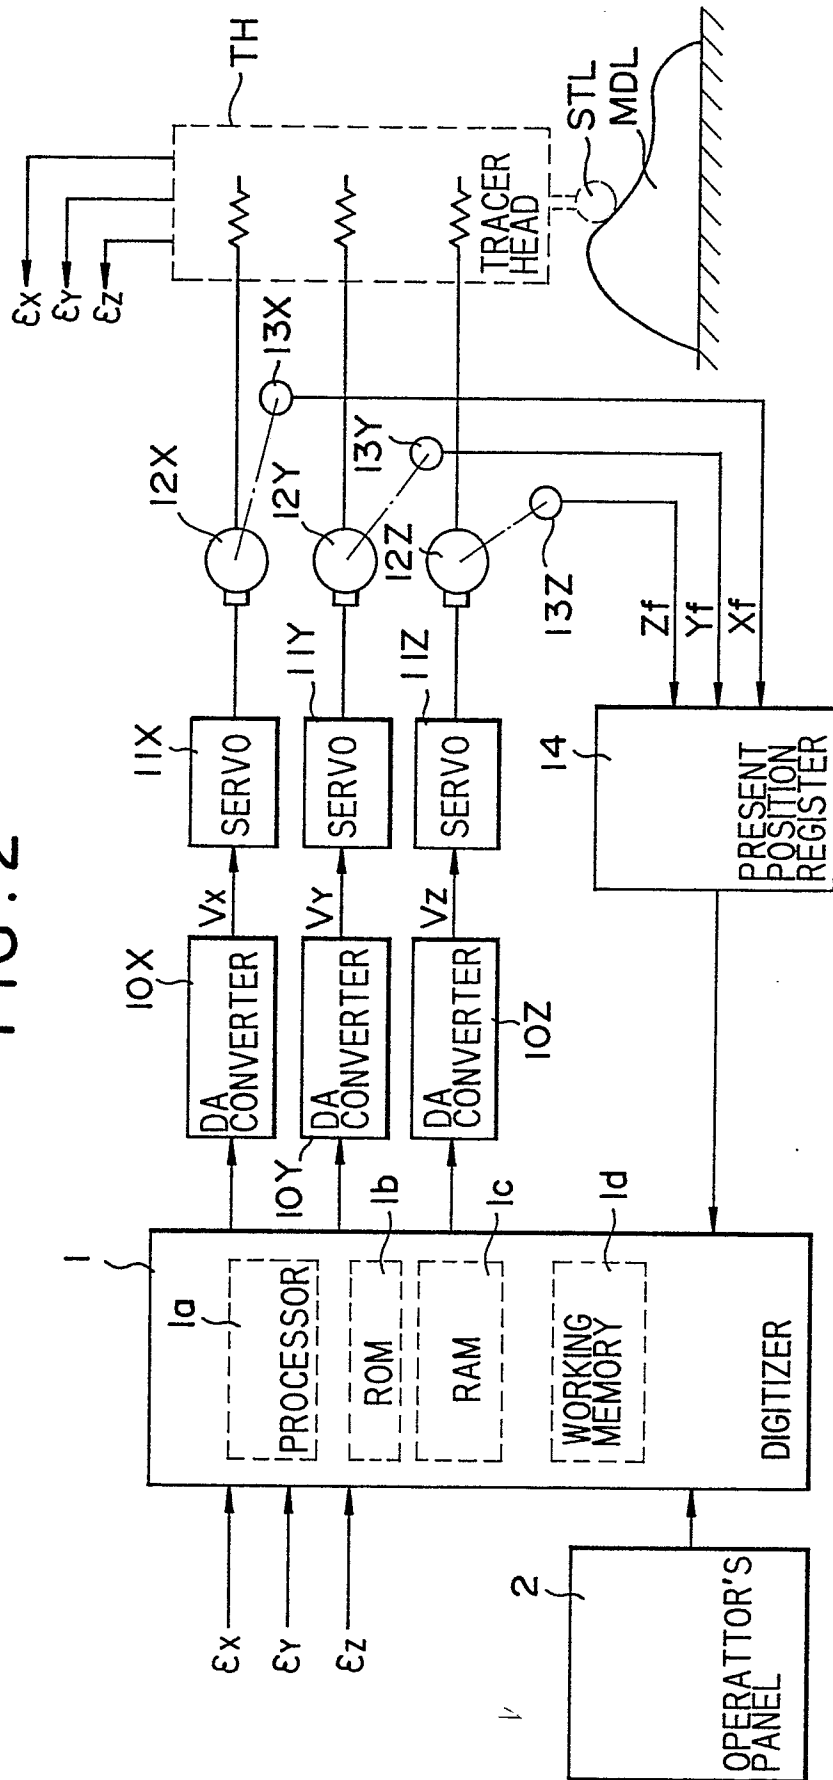 FIG. 2
εX
εY
εZ
TH
TRACER
HEAD
STL
MDL
12X
13X
12Y
13Y
12Z
13Z
11X
SERVO
11Y
SERVO
11Z
SERVO
Zf
Yf
Xf
14
PRESENT
POSITION
REGISTER
VX
VY
VZ
10X
DA
CONVERTER
10Y
DA
CONVERTER
10Z
DA
CONVERTER
1
1a
PROCESSOR
1b
ROM
1c
RAM
1d
WORKING
MEMORY
DIGITIZER
εX
εY
εZ
2
OPERATTOR'S
PANEL